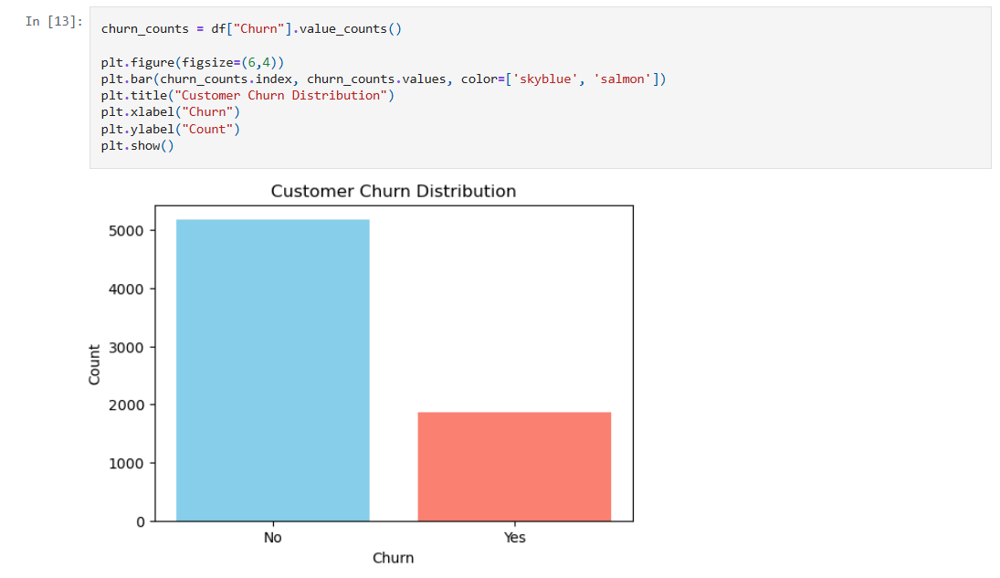 In [13]:
churn_counts = df["Churn"].value_counts()
plt.figure(figsize=(6,4))
plt.bar(churn_counts.index, churn_counts.values, color=['skyblue', 'salmon'])
plt.title("Customer Churn Distribution")
plt.xlabel("Churn")
plt.ylabel("Count")
plt.show()
Customer Churn Distribution
5000
4000
3000
2000
1000
0
Count
No
Yes
Churn